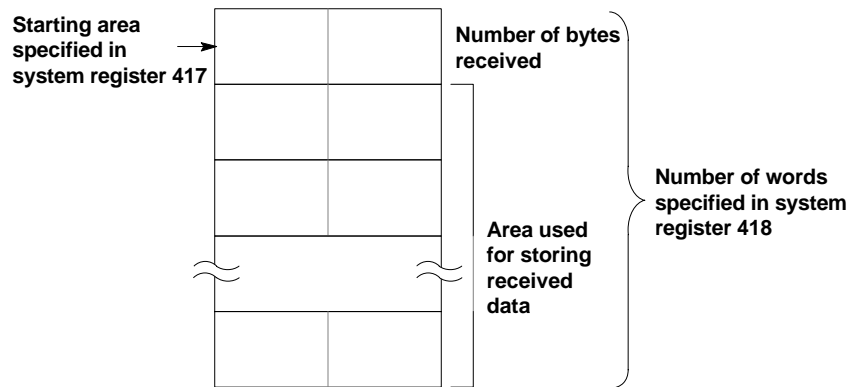 Starting area
specified in
system register 417
Number of bytes
received
Number of words
specified in system
register 418
Area used
for storing
received
data